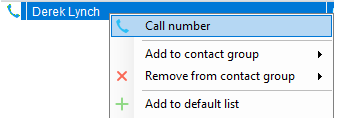 Derek Lynch
Call number
Add to contact group
Remove from contact group
Add to default list